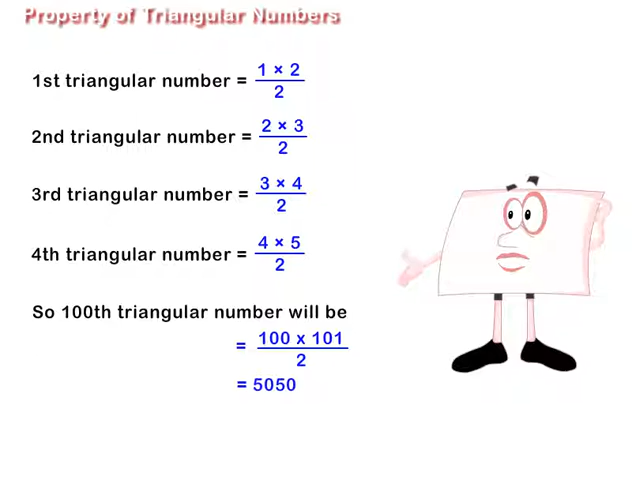 Property of Triangular Numbers
1st triangular number = 1 × 2 / 2
2nd triangular number = 2 × 3 / 2
3rd triangular number = 3 × 4 / 2
4th triangular number = 4 × 5 / 2
So 100th triangular number will be
= 100 x 101 / 2
= 5050